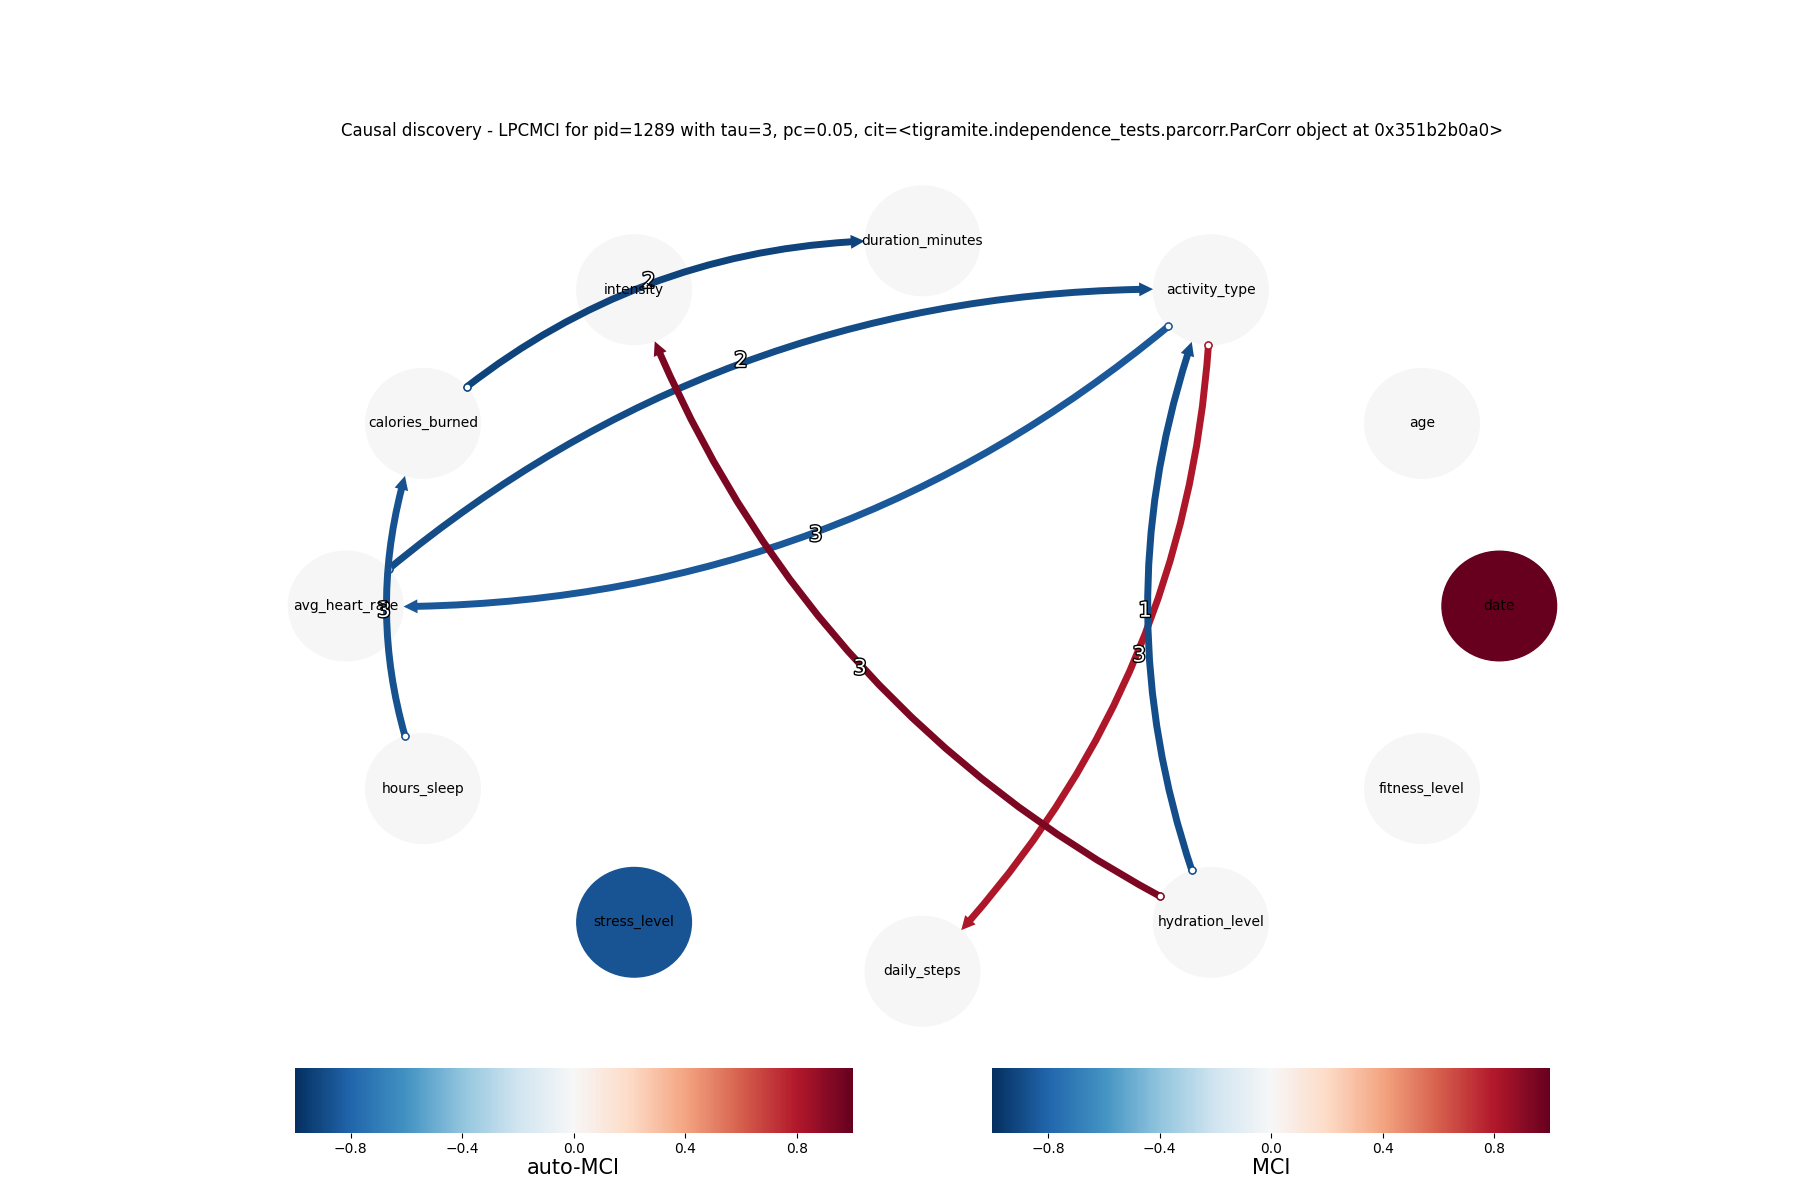 Causal discovery - LPCMCI for pid=1289 with tau=3, pc=0.05, cit=<tigramite.independence_tests.parcorr.ParCorr object at 0x351b2b0a0>
duration_minutes
2
intensity
activity_type
2
calories_burned
age
3
avg_heart_rate
3
1
date
3
3
hours_sleep
fitness_level
stress_level
hydration_level
daily_steps
−0.8 −0.4 0.0 0.4 0.8
auto-MCI
−0.8 −0.4 0.0 0.4 0.8
MCI